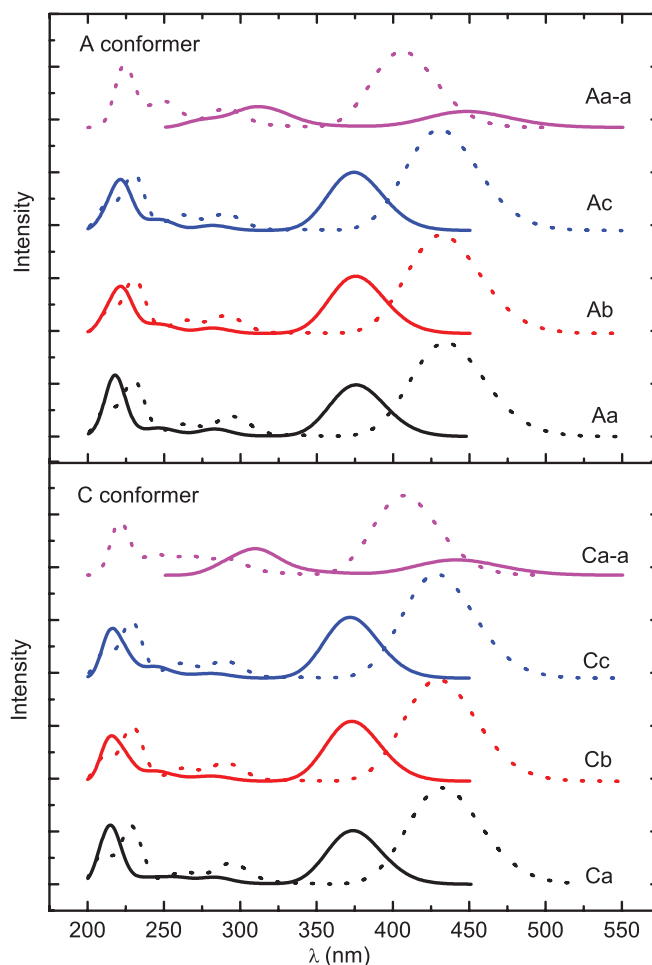 A conformer
Aa-a
Ac
Ab
Aa
Intensity
C conformer
Ca-a
Cc
Cb
Ca
Intensity
200 250 300 350 400 450 500 550
λ (nm)